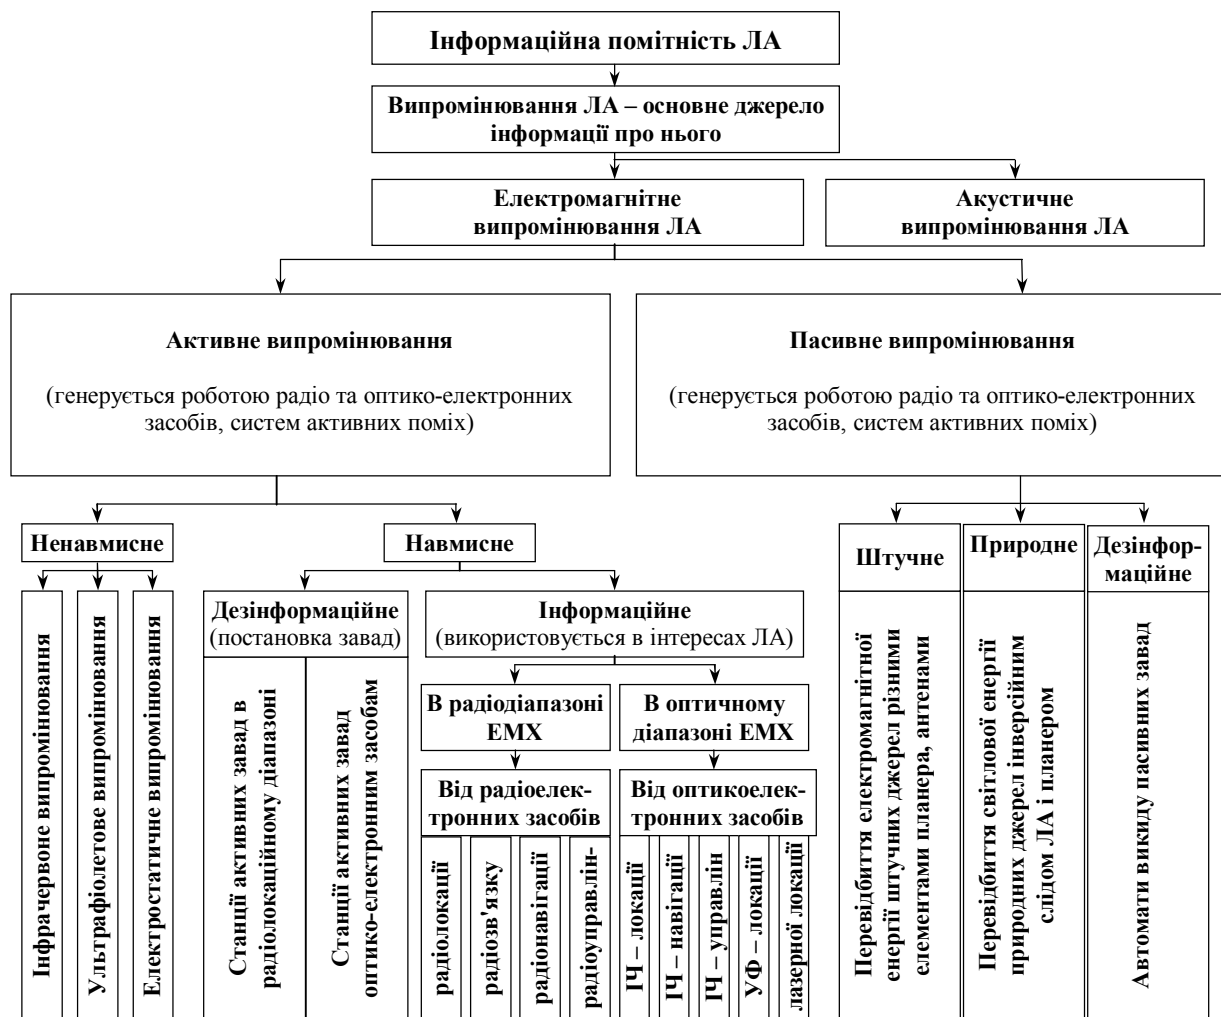 Інформаційна помітність ЛА
Випромінювання ЛА – основне джерело
інформації про нього
Електромагнітне
випромінювання ЛА
Акустичне
випромінювання ЛА
Активне випромінювання
(генерується роботою радіо та оптико-електронних
засобів, систем активних поміх)
Пасивне випромінювання
(генерується роботою радіо та оптико-електронних
засобів, систем активних поміх)
Ненавмисне
Інфрачервоне випромінювання
Ультрафіолетове випромінювання
Електростатичне випромінювання
Навмисне
Дезінформаційне
(постановка завад)
Станції активних завад в
радіолокаційному діапазоні
Станції активних завад
оптико-електронним засобам
Інформаційне
(використовується в інтересах ЛА)
В радіодіапазоні
ЕМХ
Від радіоелек-
тронних засобів
радіолокації
радіозв'язку
радіонавігації
радіоуправлін-
В оптичному
діапазоні ЕМХ
Від оптикоелек-
тронних засобів
ІЧ – локації
ІЧ – навігації
ІЧ – управлін
УФ – локації
лазерної локації
Штучне
Перевідбиття електромагнітної
енергії штучних джерел різними
елементами планера, антенами
Природне
Перевідбиття світлової енергії
природних джерел інверсійним
слідом ЛА і планером
Дезінфор-
маційне
Автомати викиду пасивних завад